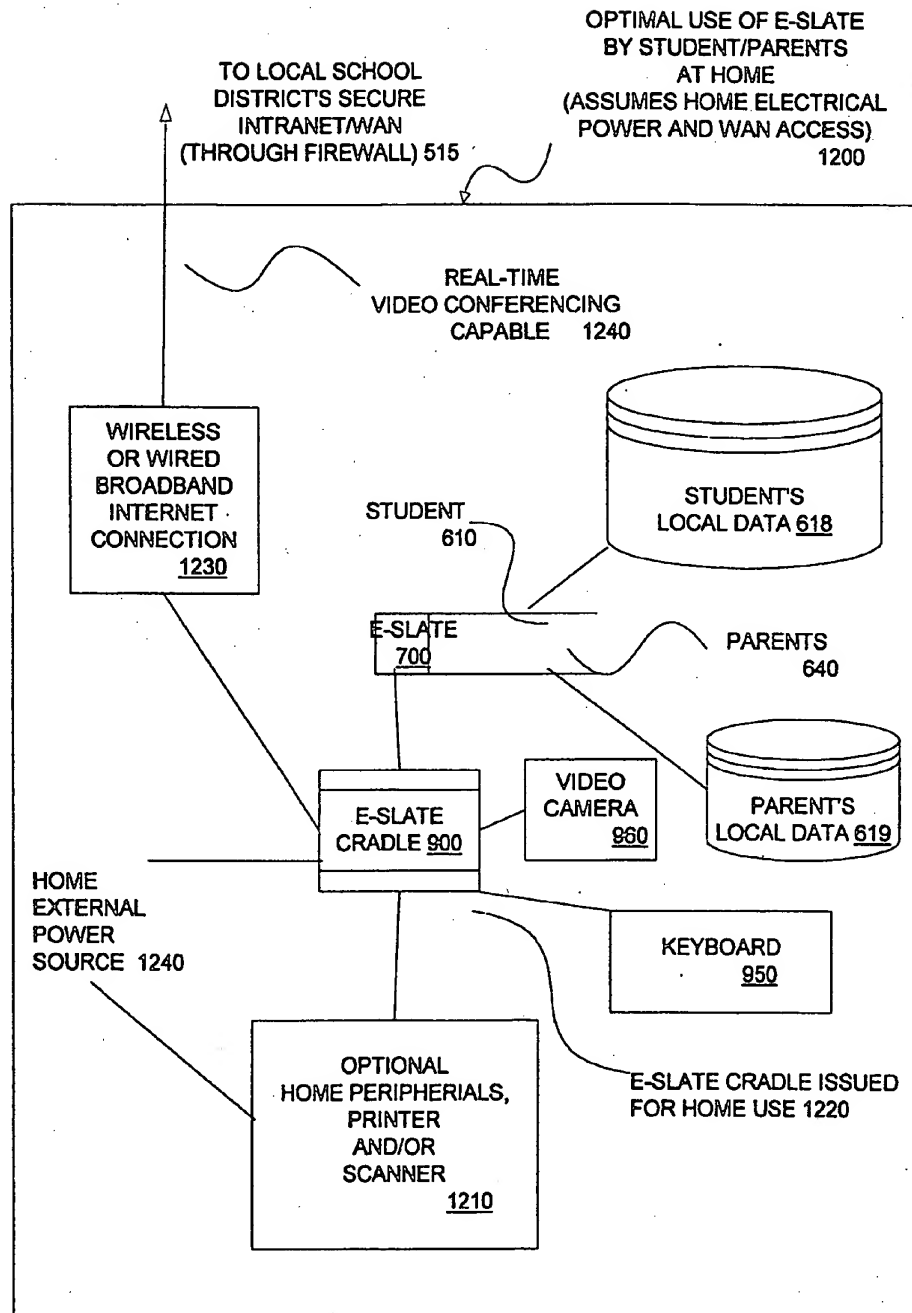 OPTIMAL USE OF E-SLATE
BY STUDENT/PARENTS
AT HOME
(ASSUMES HOME ELECTRICAL
POWER AND WAN ACCESS)
1200
TO LOCAL SCHOOL
DISTRICT'S SECURE
INTRANET/WAN
(THROUGH FIREWALL) 515
REAL-TIME
VIDEO CONFERENCING
CAPABLE 1240
WIRELESS
OR WIRED
BROADBAND
INTERNET
CONNECTION
1230
STUDENT'S
LOCAL DATA 618
STUDENT
610
E-SLATE
700
PARENTS
640
PARENT'S
LOCAL DATA 619
VIDEO
CAMERA
960
E-SLATE
CRADLE 900
HOME
EXTERNAL
POWER
SOURCE 1240
KEYBOARD
950
OPTIONAL
HOME PERIPHERIALS,
PRINTER
AND/OR
SCANNER
1210
E-SLATE CRADLE ISSUED
FOR HOME USE 1220